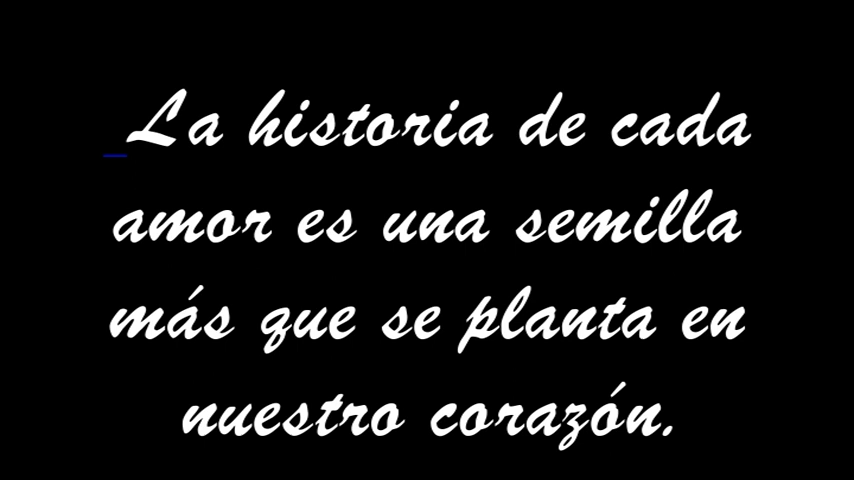 La historia de cada
amor es una semilla
más que se planta en
nuestro corazón.